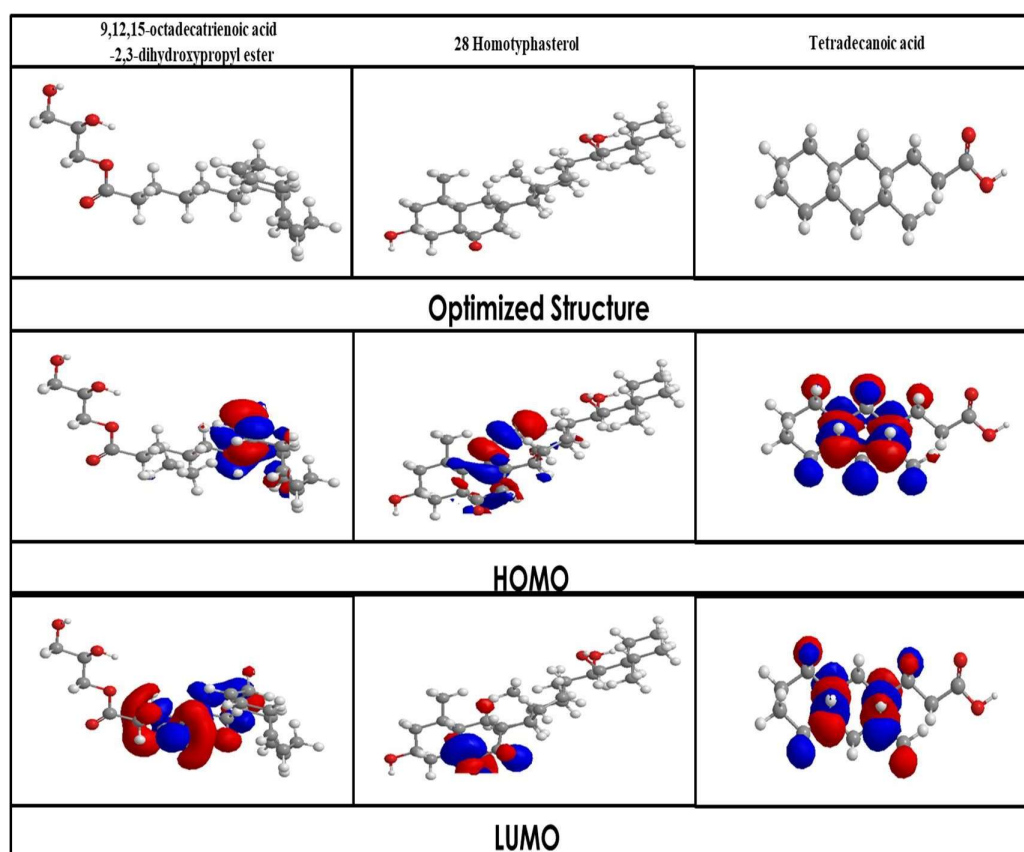 9,12,15-octadecatrienoic acid
-2,3-dihydroxypropyl ester
28 Homotyphasterol
Tetradecanoic acid
Optimized Structure
HOMO
LUMO